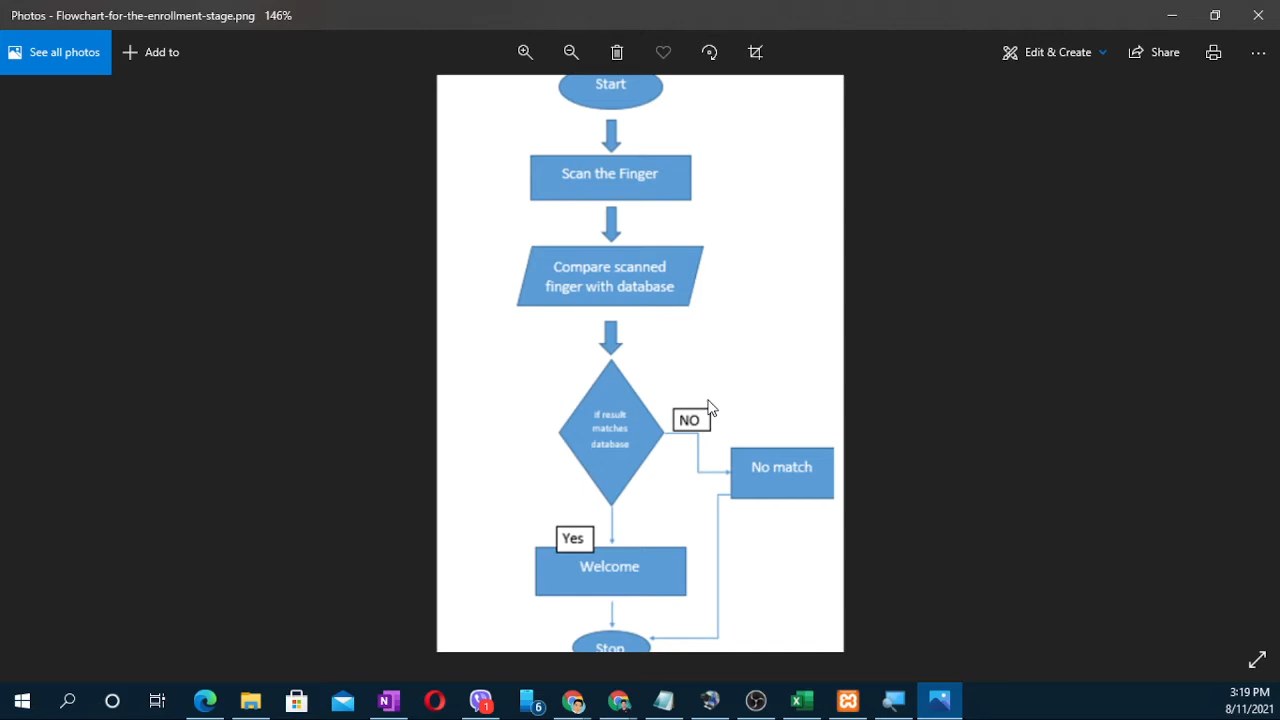 Photos - Flowchart-for-the-enrollment-stage.png 146%
See all photos
Add to
Edit & Create
Share
Start
Scan the Finger
Compare scanned
finger with database
if result
matches
database
NO
No match
Yes
Welcome
Stop
1
6
N
3:19 PM
8/11/2021